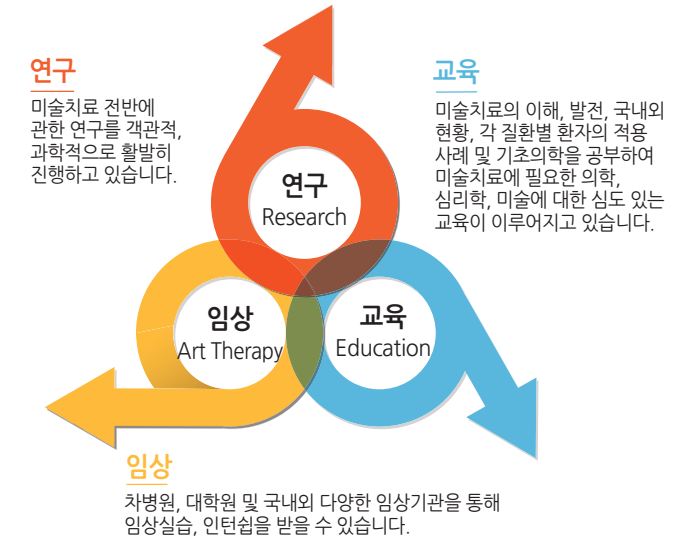 연구
미술치료 전반에
관한 연구를 객관적,
과학적으로 활발히
진행하고 있습니다.
교육
미술치료의 이해, 발전, 국내외
현황, 각 질환별 환자의 적용
사례 및 기초의학을 공부하여
미술치료에 필요한 의학,
심리학, 미술에 대한 심도 있는
교육이 이루어지고 있습니다.
연구
Research
임상
Art Therapy
교육
Education
임상
차병원, 대학원 및 국내외 다양한 임상기관을 통해
임상실습, 인턴쉽을 받을 수 있습니다.